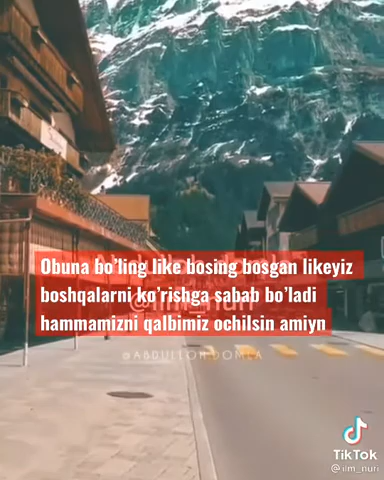 Obuna bo'ling like bosing bosgan likeyiz
boshqalarni ko'rishga sabab bo'ladi
hammamizni qalbimiz ochilsin amiyn
@ABDULLOH DOMLA
TikTok
@ilm_nuri